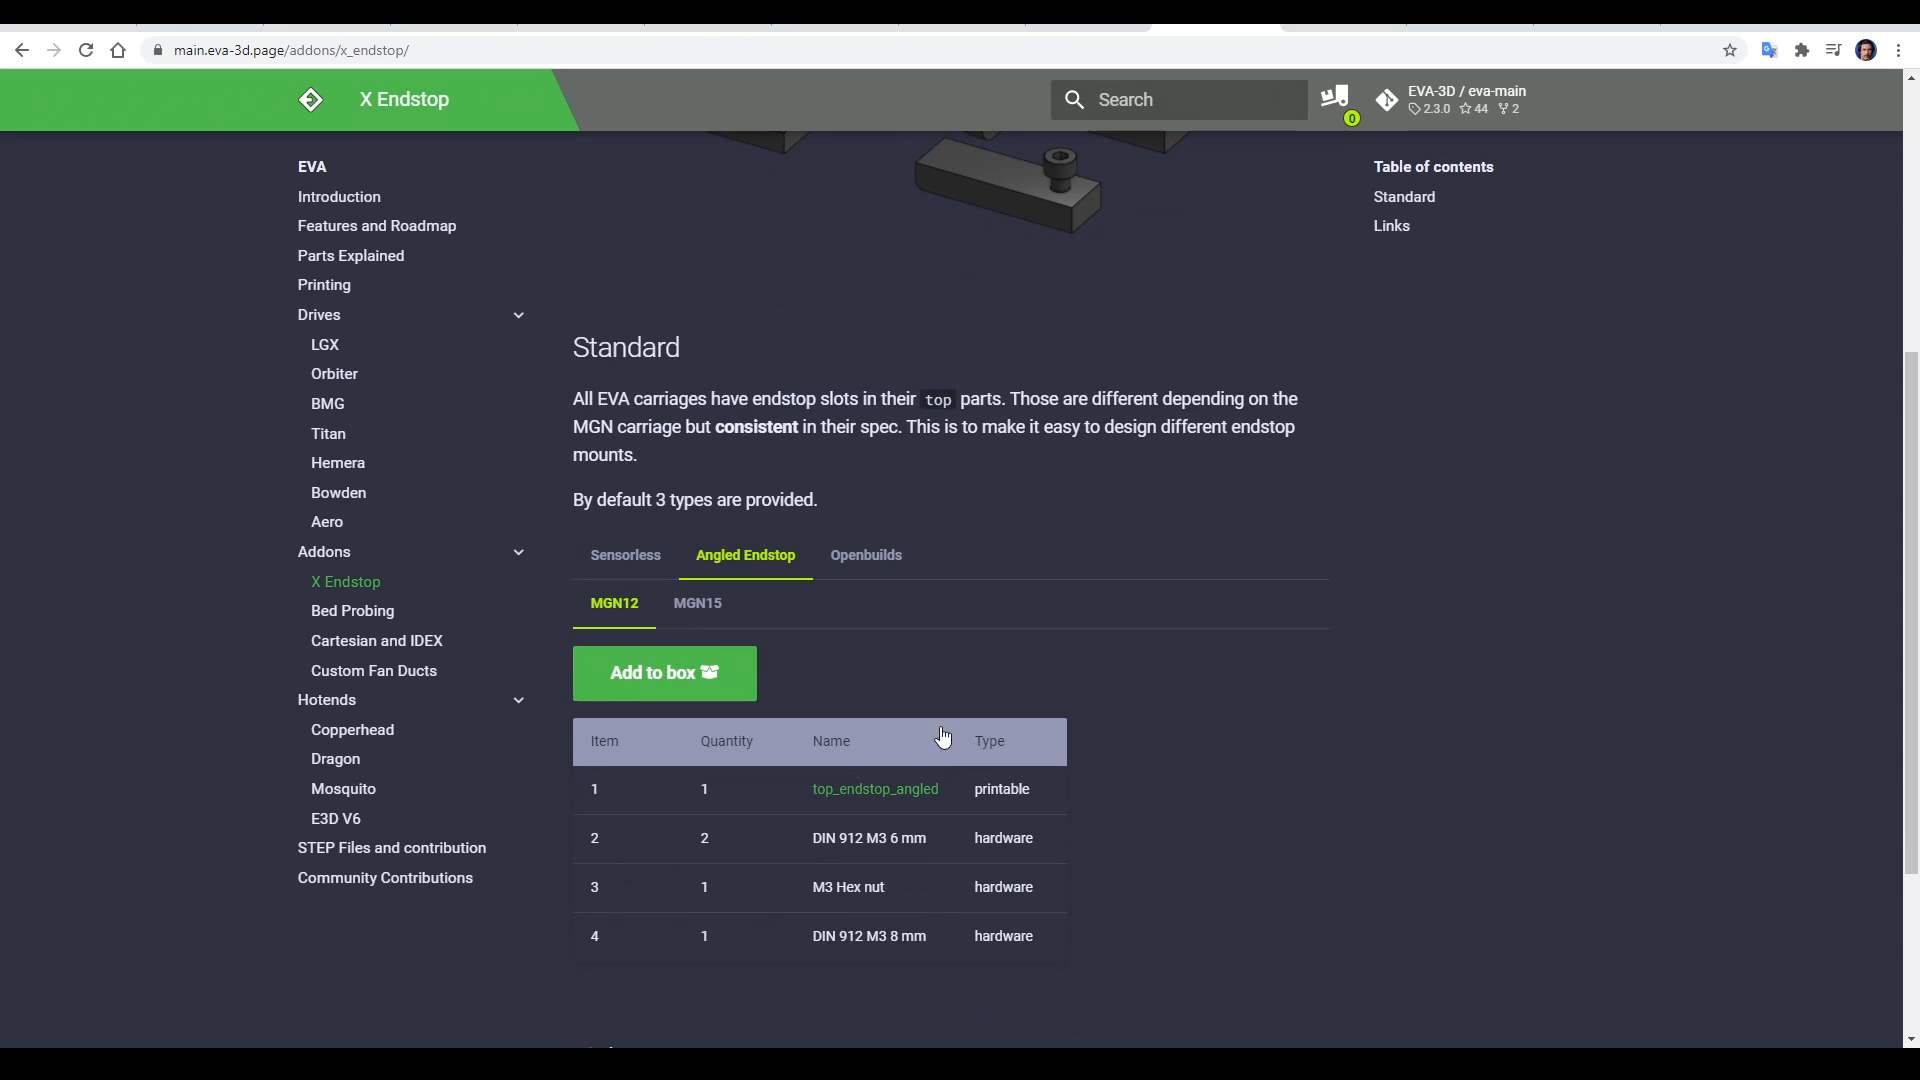 main.eva-3d.page/addons/x_endstop/
X Endstop
Search
0
EVA-3D / eva-main
2.3.0 44 2
EVA
Introduction
Features and Roadmap
Parts Explained
Printing
Drives
LGX
Orbiter
BMG
Titan
Hemera
Bowden
Aero
Addons
X Endstop
Bed Probing
Cartesian and IDEX
Custom Fan Ducts
Hotends
Copperhead
Dragon
Mosquito
E3D V6
STEP Files and contribution
Community Contributions
Standard
All EVA carriages have endstop slots in their top parts. Those are different depending on the
MGN carriage but consistent in their spec. This is to make it easy to design different endstop
mounts.
By default 3 types are provided.
Sensorless Angled Endstop Openbuilds
MGN12 MGN15
Add to box
Item Quantity Name Type
1 1 top_endstop_angled printable
2 2 DIN 912 M3 6 mm hardware
3 1 M3 Hex nut hardware
4 1 DIN 912 M3 8 mm hardware
Table of contents
Standard
Links